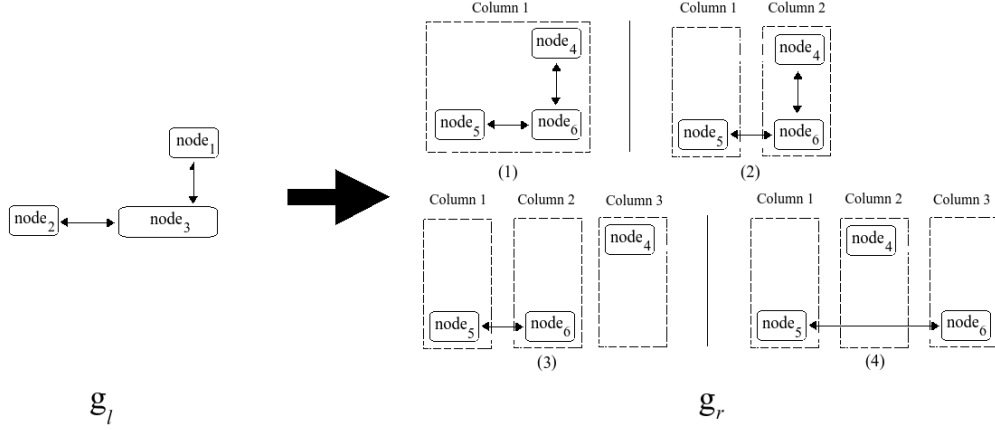 Column 1
Column 1 Column 2
node4
node4
node5 node6
node5 node6
(1)
(2)
node1
node2 node3
Column 1 Column 2 Column 3
Column 1 Column 2 Column 3
node4
node4
node5 node6
node5 node6
(3)
(4)
gl
gr